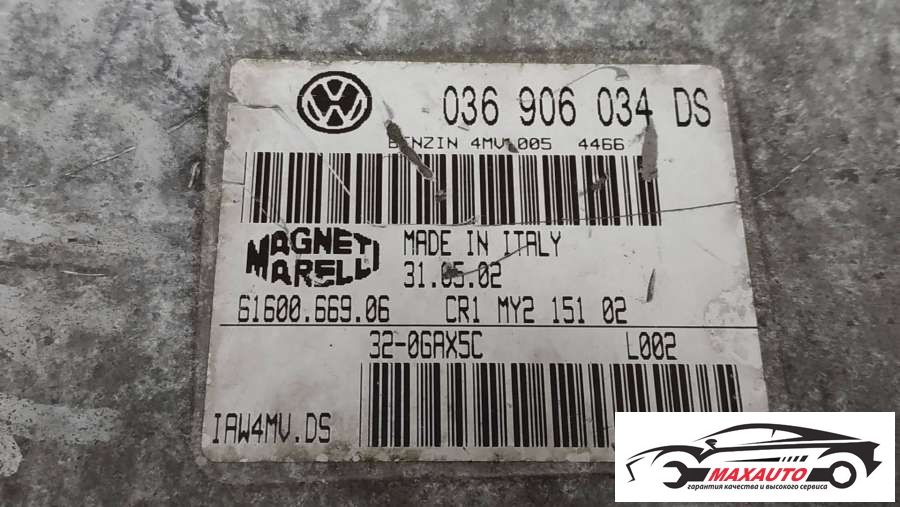 036 906 034 DS
BENZIN 4MV 005 4466
MAGNETI MARELLI
MADE IN ITALY
31.05.02
61600.669.06 CR1 MY2 151 02
32-0GAX5C L002
IAW4MV.DS
MAXAUTO
гарантия качества и высокого сервиса